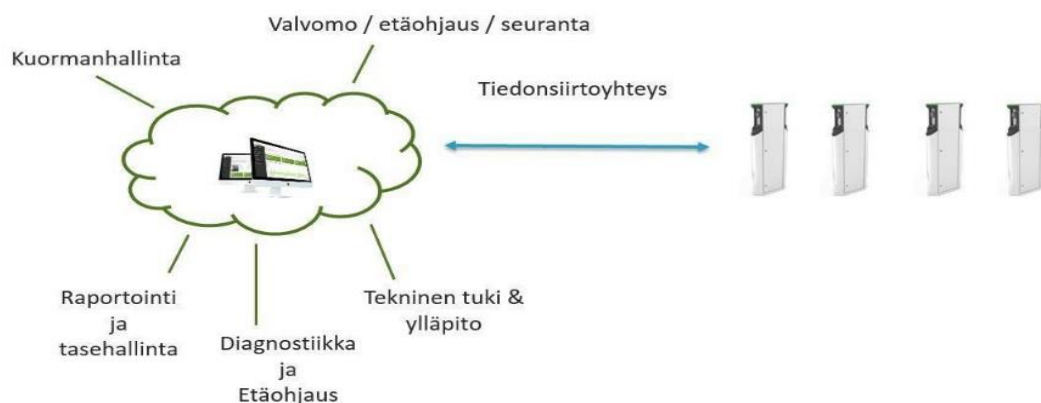 Valvomo / etäohjaus / seuranta
Kuormanhallinta
Tiedonsiirtoyhteys
Raportointi
ja
tasehallinta
Diagnostiikka
ja
Etäohjaus
Tekninen tuki &
ylläpito